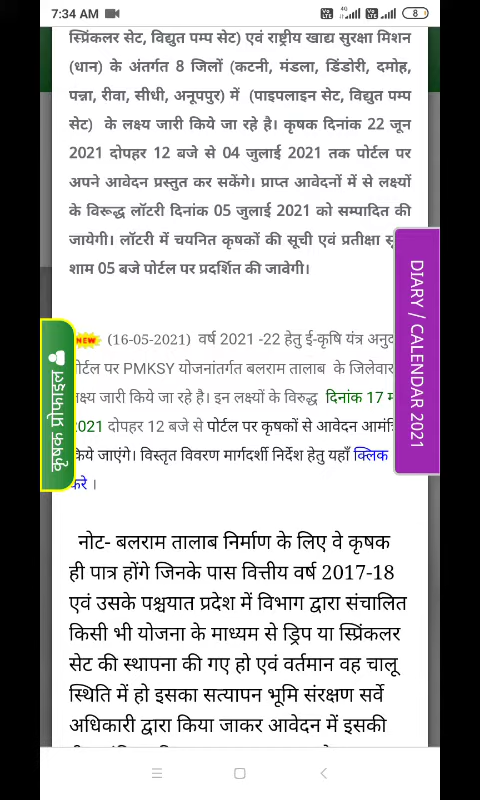 7:34 AM
8
स्प्रिंकलर सेट, विद्युत पम्प सेट) एवं राष्ट्रीय खाद्य सुरक्षा मिशन
(धान) के अंतर्गत 8 जिलों (कटनी, मंडला, डिंडोरी, दमोह,
पन्ना, रीवा, सीधी, अनूपपुर) में (पाइपलाइन सेट, विद्युत पम्प
सेट) के लक्ष्य जारी किये जा रहे है। कृषक दिनांक 22 जून
2021 दोपहर 12 बजे से 04 जुलाई 2021 तक पोर्टल पर
अपने आवेदन प्रस्तुत कर सकेंगे। प्राप्त आवेदनों में से लक्ष्यों
के विरूद्ध लॉटरी दिनांक 05 जुलाई 2021 को सम्पादित की
जायेगी। लॉटरी में चयनित कृषकों की सूची एवं प्रतीक्षा
शाम 05 बजे पोर्टल पर प्रदर्शित की जावेगी।
DIARY / CALENDAR 2021
कृषक प्रोफाइल
NEW (16-05-2021) वर्ष 2021 -22 हेतु ई-कृषि यंत्र
पोर्टल पर PMKSY योजनांतर्गत बलराम तालाब के जिलेवार
लक्ष्य जारी किये जा रहे है। इन लक्ष्यों के विरुद्ध दिनांक 17
2021 दोपहर 12 बजे से पोर्टल पर कृषकों से आवेदन
किये जाएंगे। विस्तृत विवरण मार्गदर्शी निर्देश हेतु यहाँ क्लिक
करे ।
नोट- बलराम तालाब निर्माण के लिए वे कृषक
ही पात्र होंगे जिनके पास वित्तीय वर्ष 2017-18
एवं उसके पश्चयात प्रदेश में विभाग द्वारा संचालित
किसी भी योजना के माध्यम से ड्रिप या स्प्रिंकलर
सेट की स्थापना की गए हो एवं वर्तमान वह चालू
स्थिति में हो इसका सत्यापन भूमि संरक्षण सर्वे
अधिकारी द्वारा किया जाकर आवेदन में इसकी